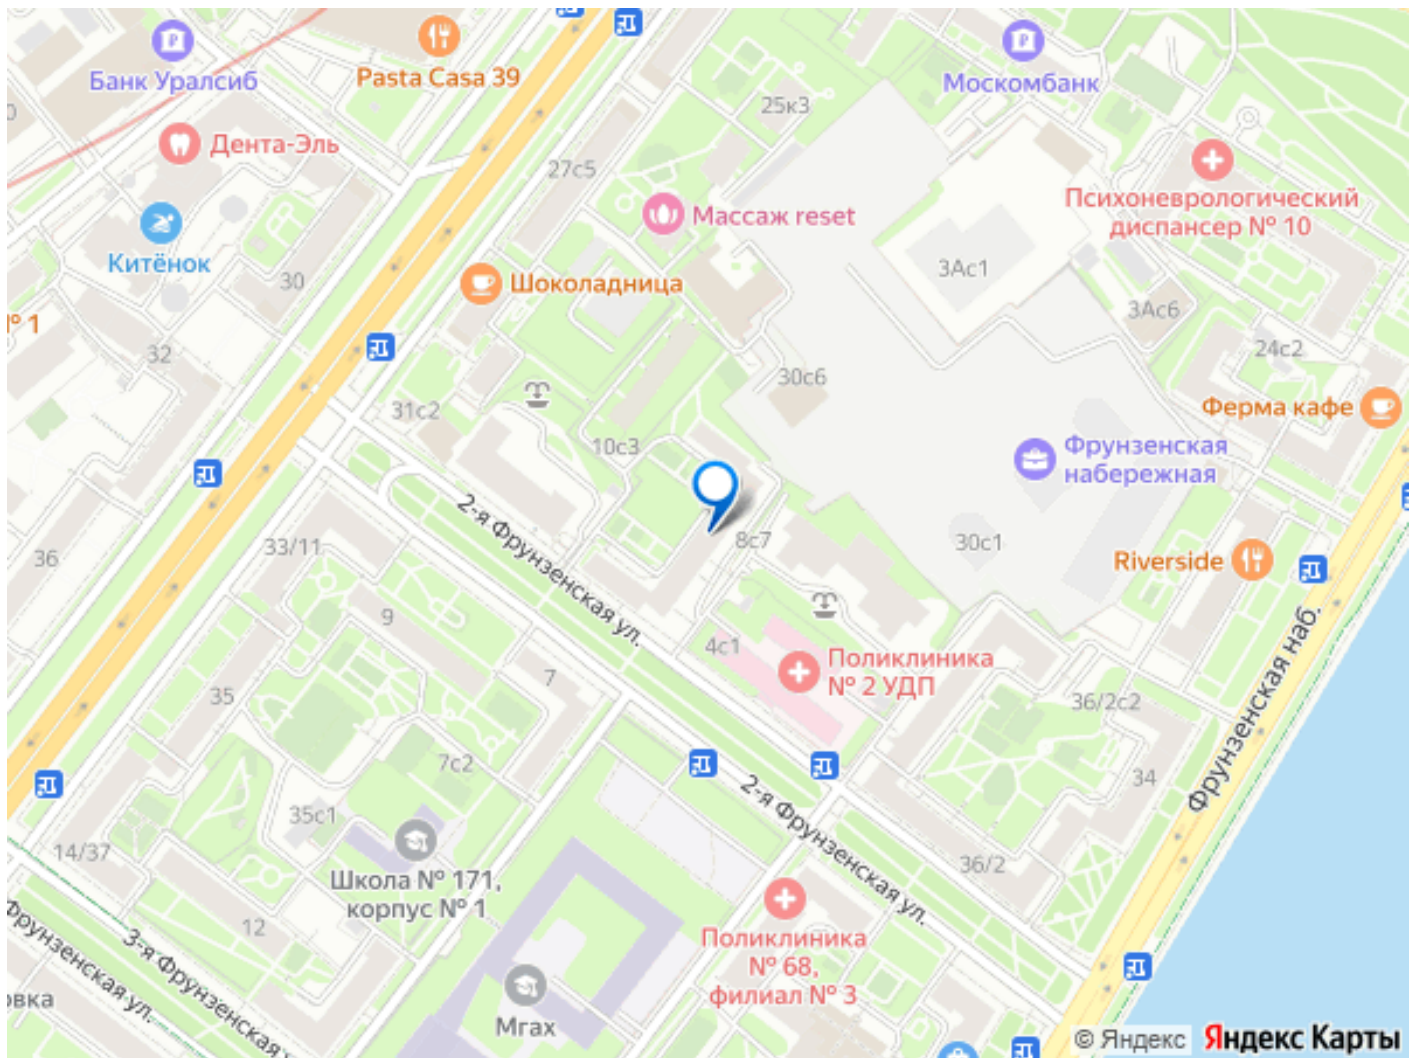 Банк Уралсиб
Pasta Casa 39
Москомбанк
25к3
Дента-Эль
27с5
Психоневрологический
диспансер № 10
Массаж reset
Китёнок
30
Шоколадница
3Ас1
3Ас6
№ 1
32
24с2
30с6
31с2
Ферма кафе
10с3
Фрунзенская
набережная
2-я Фрунзенская ул.
33/11
8с7
30с1
36
Riverside
9
4с1
Поликлиника
№ 2 УДП
Фрунзенская наб.
7
35
36/2с2
7с2
34
2-я Фрунзенская ул.
35с1
14/37
36/2
Школа № 171,
корпус № 1
12
Поликлиника
№ 68,
филиал № 3
Фрунзенская ул.
3-я Фрунзенская
овка
Мгах
© Яндекс Яндекс Карты